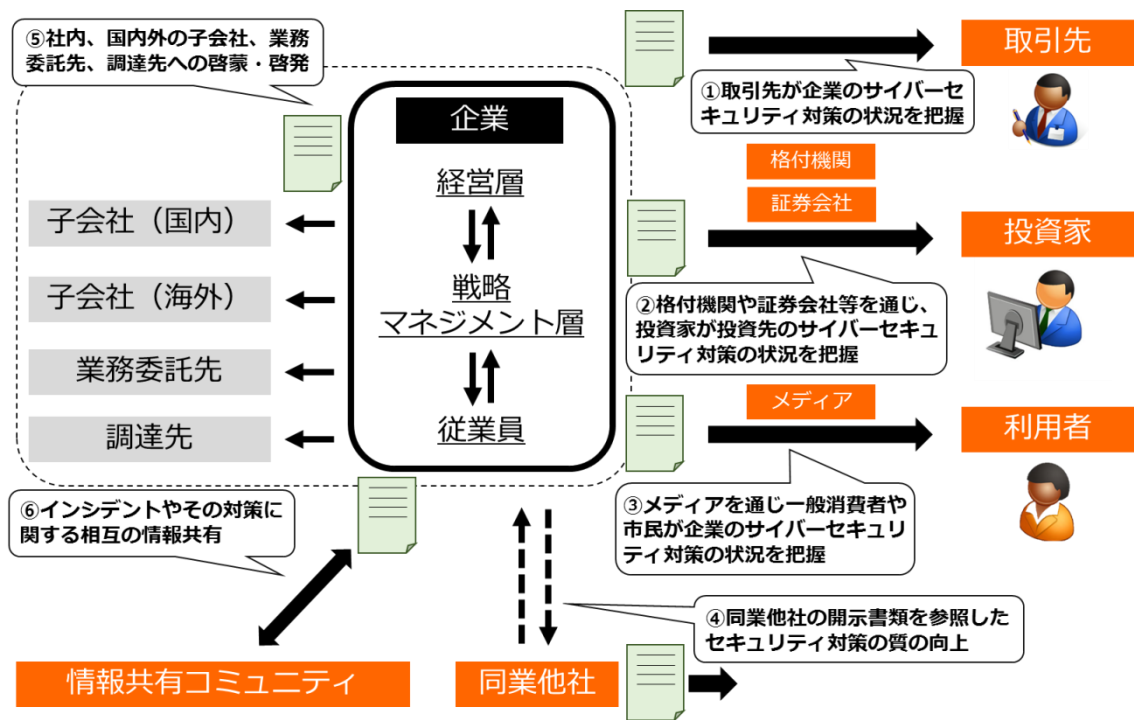 ⑤社内、国内外の子会社、業務
委託先、調達先への啓蒙・啓発
取引先
①取引先が企業のサイバーセ
キュリティ対策の状況を把握
企業
経営層
戦略
マネジメント層
従業員
子会社（国内）
子会社（海外）
業務委託先
調達先
格付機関
証券会社
投資家
②格付機関や証券会社等を通じ、
投資家が投資先のサイバーセキュ
リティ対策の状況を把握
メディア
利用者
③メディアを通じ一般消費者や
市民が企業のサイバーセキュリ
ティ対策の状況を把握
⑥インシデントやその対策に
関する相互の情報共有
④同業他社の開示書類を参照した
セキュリティ対策の質の向上
情報共有コミュニティ
同業他社